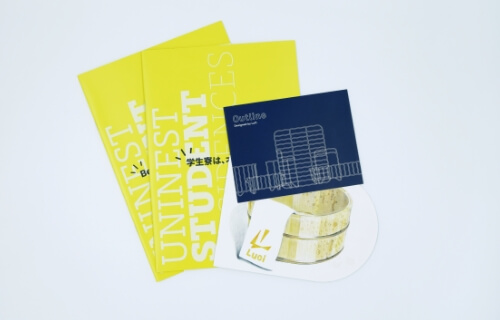 UNINEST
STUDENT
UNINEST
STUDENT
RESIDENCES
Be
学生寮は、
Outline
Luol